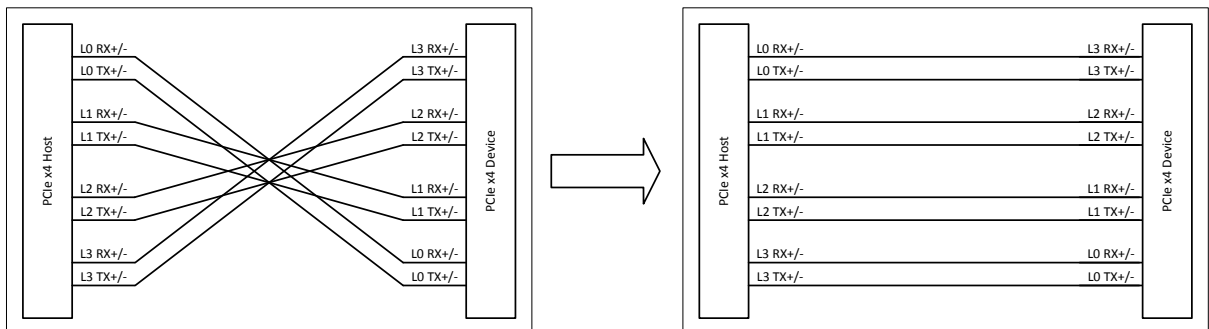 PCIe x4 Host
L0 RX+/-
L0 TX+/-
L1 RX+/-
L1 TX+/-
L2 RX+/-
L2 TX+/-
L3 RX+/-
L3 TX+/-
L3 RX+/-
L3 TX+/-
L2 RX+/-
L2 TX+/-
L1 RX+/-
L1 TX+/-
L0 RX+/-
L0 TX+/-
PCIe x4 Device
PCIe x4 Host
L0 RX+/-
L0 TX+/-
L1 RX+/-
L1 TX+/-
L2 RX+/-
L2 TX+/-
L3 RX+/-
L3 TX+/-
L3 RX+/-
L3 TX+/-
L2 RX+/-
L2 TX+/-
L1 RX+/-
L1 TX+/-
L0 RX+/-
L0 TX+/-
PCIe x4 Device